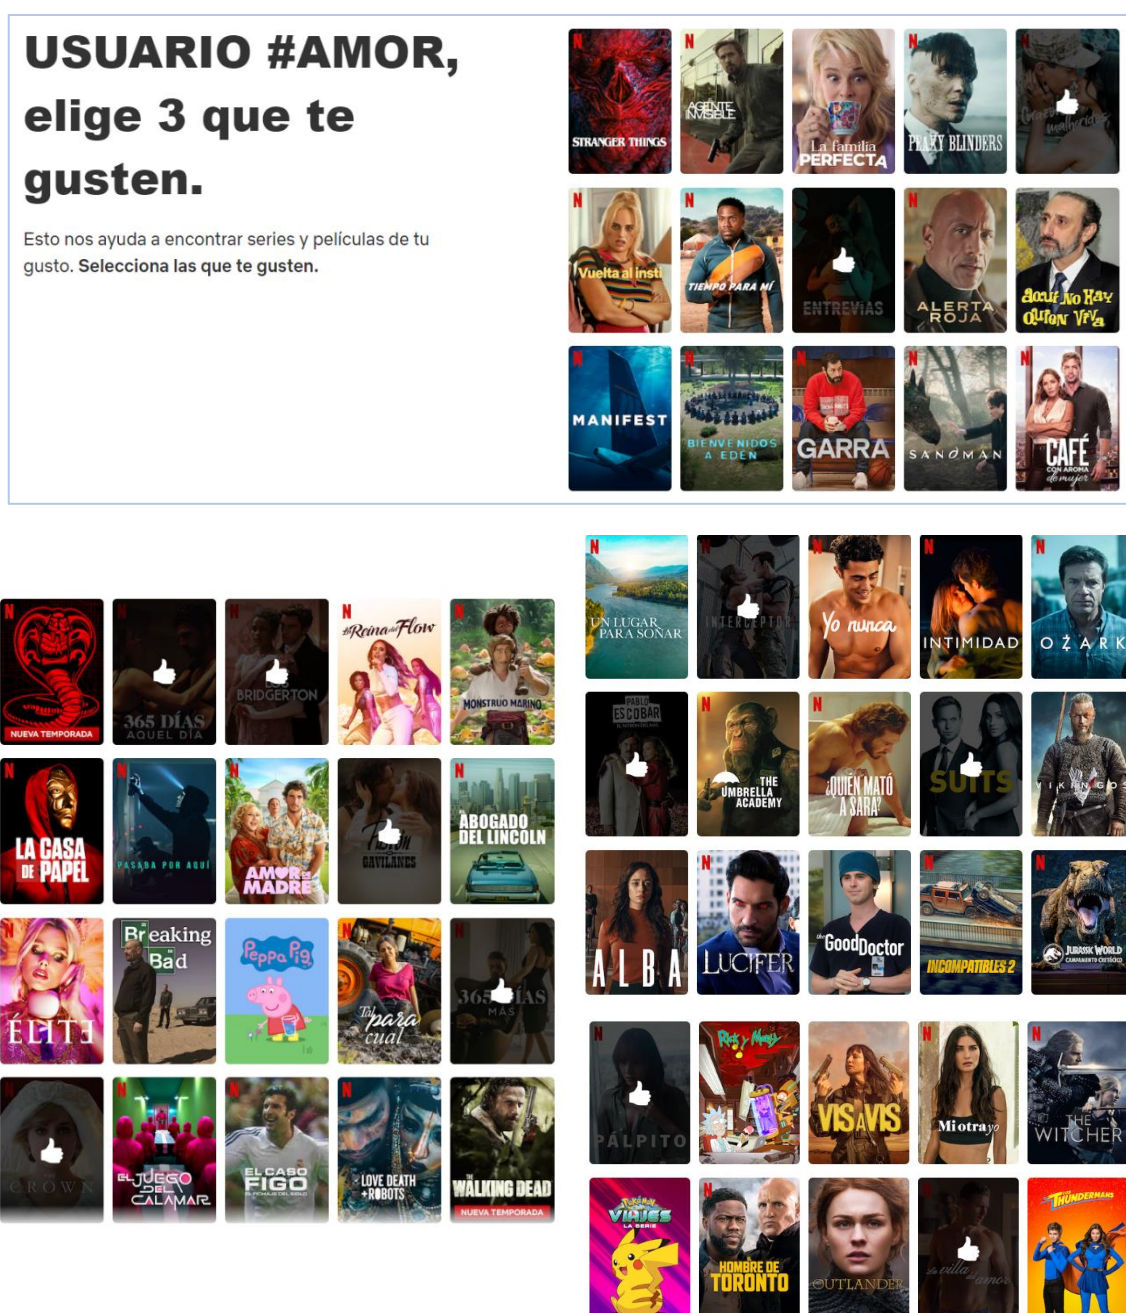 USUARIO #AMOR,
elige 3 que te
gusten.
Esto nos ayuda a encontrar series y películas de tu
gusto. Selecciona las que te gusten.
N
STRANGER THINGS
N
AGENTE
INVISIBLE
La familia
PERFECTA
N
PEAKY BLINDERS
malheridos
N
Vuelta al insti
N
TIEMPO PARA MÍ
ENTREVÍAS
N
ALERTA
ROJA
AQUÍ NO HAY
QUIEN VIVA
N
MANIFEST
N
BIENVENIDOS
A EDÉN
N
GARRA
N
SANDMAN
N
CAFÉ
CON AROMA
de mujer
N
NUEVA TEMPORADA
N
365 DÍAS
AQUEL DÍA
N
BRIDGERTON
N
La Reina del Flow
N
MONSTRUO MARINO
N
LA CASA
DE PAPEL
N
PASABA POR AQUÍ
N
AMOR DE
MADRE
GAVILANES
N
EL ABOGADO
DEL LINCOLN
N
ÉLITE
Breaking
Bad
Peppa Pig
N
Tal
para
cual
N
365 DÍAS
MÁS
CROWN
N
EL JUEGO
DEL
CALAMAR
N
EL CASO
FIGO
N
LOVE DEATH
+ROBOTS
THE
WALKING DEAD
NUEVA TEMPORADA
N
UN LUGAR
PARA SOÑAR
N
INTERCEPTOR
N
Yo nunca
N
INTIMIDAD
N
OZARK
PABLO
ESCOBAR
N
THE
UMBRELLA
ACADEMY
N
¿QUIÉN MATÓ
A SARA?
SUITS
VIKINGOS
ALBA
N
LUCIFER
the GoodDoctor
INCOMPATIBLES 2
N
JURASSIC WORLD
CAMPAMENTO CRETÁCICO
N
PÁLPITO
Rick y Morty
N
VIS A VIS
N
Mi otra yo
N
THE
WITCHER
Pokémon
VIAJES
LA SERIE
N
EL
HOMBRE DE
TORONTO
OUTLANDER
La villa
del amor
LOS THUNDERMANS